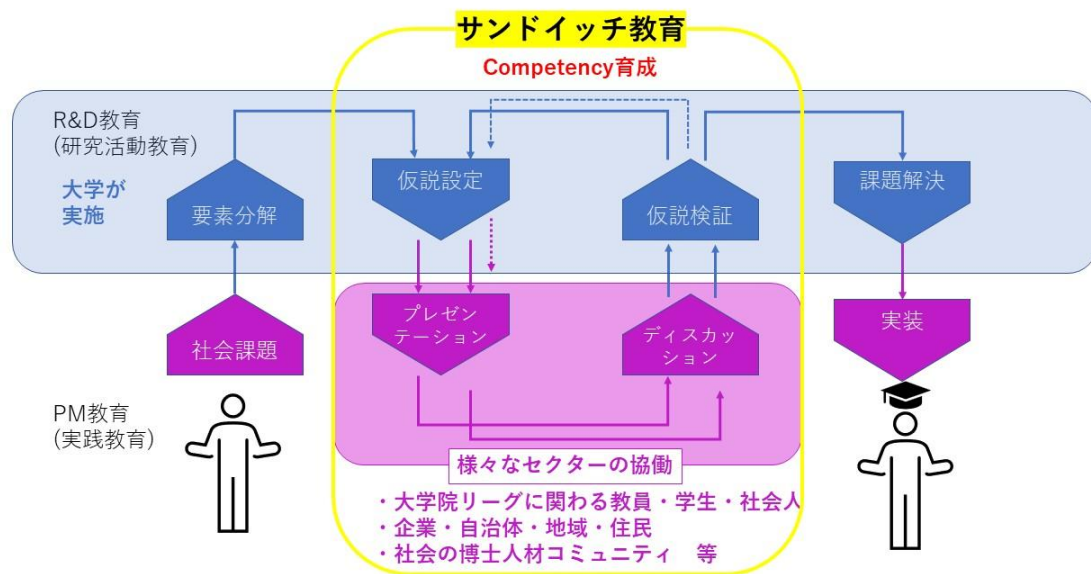 サンドイッチ教育
Competency育成
R&D教育
(研究活動教育)
大学が
実施
要素分解
仮説設定
仮説検証
課題解決
社会課題
プレゼン
テーション
ディスカッ
ション
実装
PM教育
(実践教育)
様々なセクターの協働
・大学院リーグに関わる教員・学生・社会人
・企業・自治体・地域・住民
・社会の博士人材コミュニティ　等